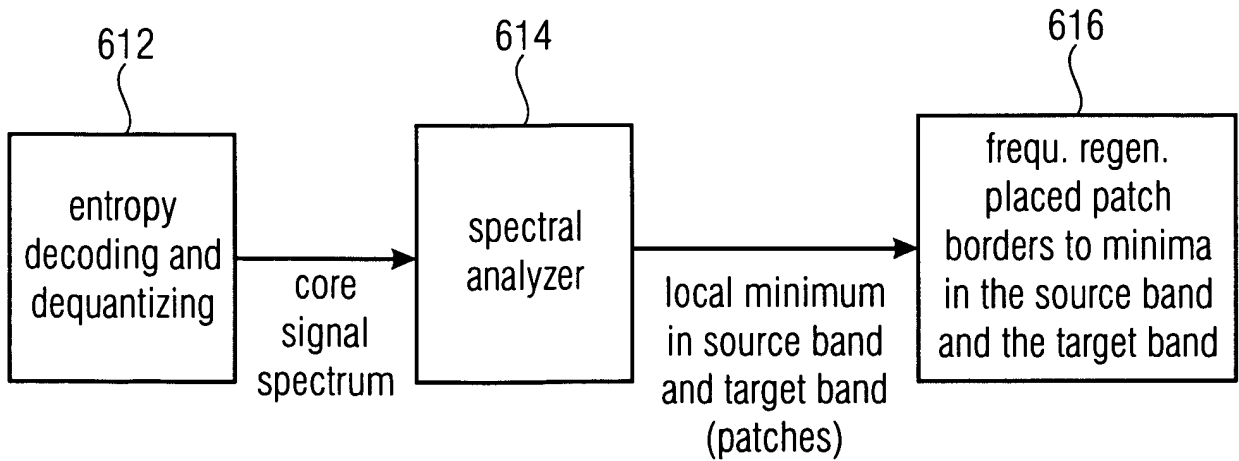 612
614
616
entropy
decoding and
dequantizing
core
signal
spectrum
spectral
analyzer
local minimum
in source band
and target band
(patches)
frequ. regen.
placed patch
borders to minima
in the source band
and the target band